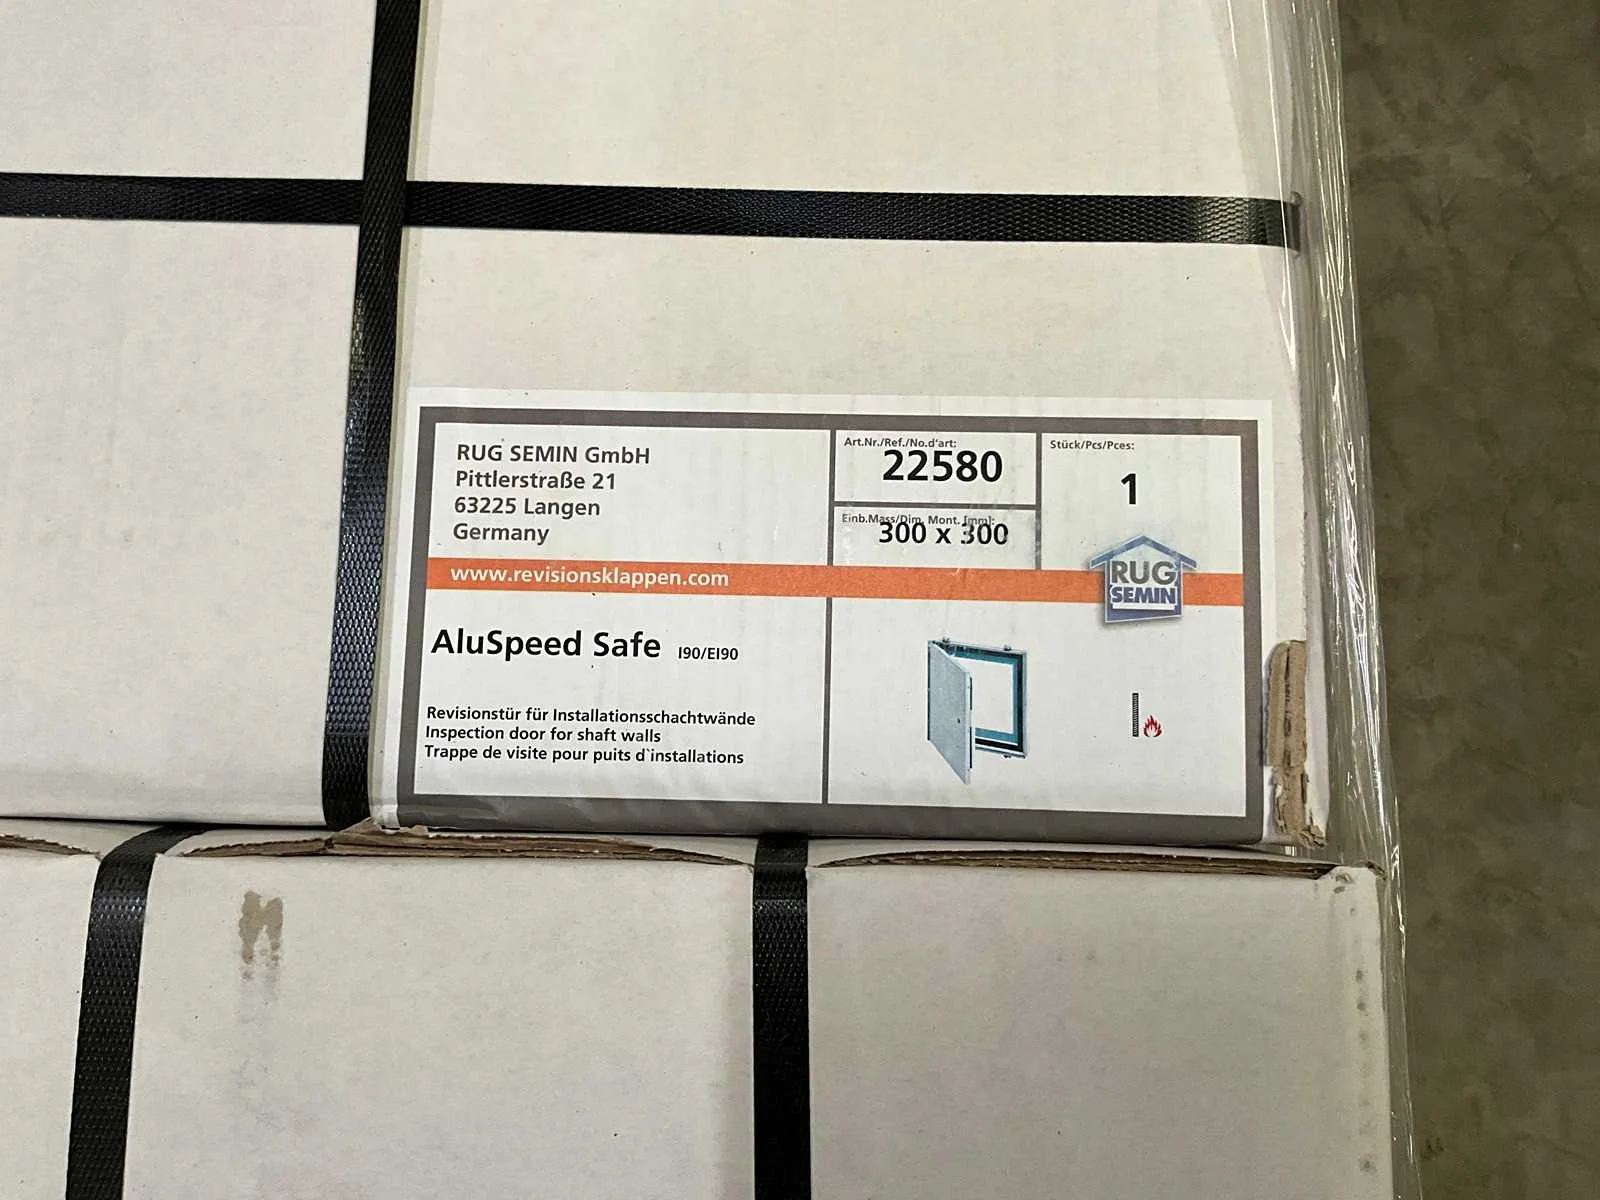 RUG SEMIN GmbH
Pittlerstraße 21
63225 Langen
Germany
Art.Nr./Ref./No.d'art:
22580
Stück/Pcs/Pces:
1
Einb.Mass/Dim. Mont. [mm]:
300 x 300
www.revisionsklappen.com
RUG
SEMIN
AluSpeed Safe I90/EI90
Revisionstür für Installationsschachtwände
Inspection door for shaft walls
Trappe de visite pour puits d`installations